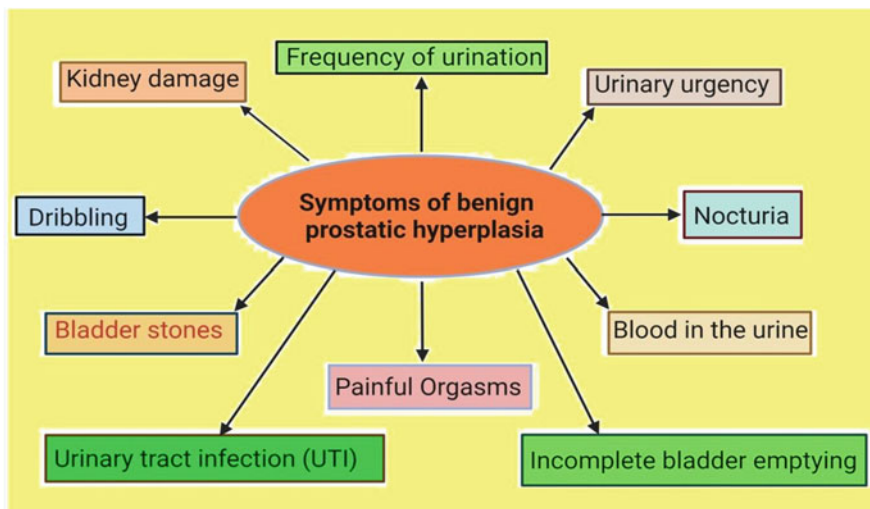 Frequency of urination
Kidney damage
Urinary urgency
Symptoms of benign
prostatic hyperplasia
Dribbling
Nocturia
Bladder stones
Blood in the urine
Painful Orgasms
Urinary tract infection (UTI)
Incomplete bladder emptying